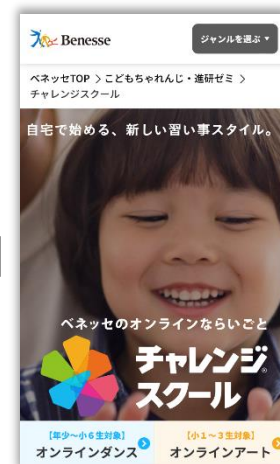 Benesse
ジャンルを選ぶ ▼
ベネッセTOP 〉こどもちゃれんじ・進研ゼミ 〉
チャレンジスクール
自宅で始める、新しい習い事スタイル。
ベネッセのオンラインならいごと
チャレンジ
スクール
【年少〜小6生対象】
オンラインダンス
【小1〜3生対象】
オンラインアート